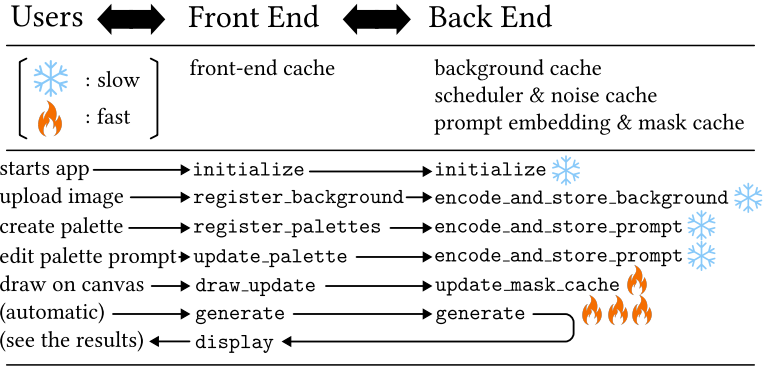 Users Front End Back End
: slow front-end cache background cache
: fast scheduler & noise cache
prompt embedding & mask cache
starts app initialize initialize
upload image register_background encode_and_store_background
create palette register_palettes encode_and_store_prompt
edit palette prompt update_palette encode_and_store_prompt
draw on canvas draw_update update_mask_cache
(automatic) generate generate
(see the results) display